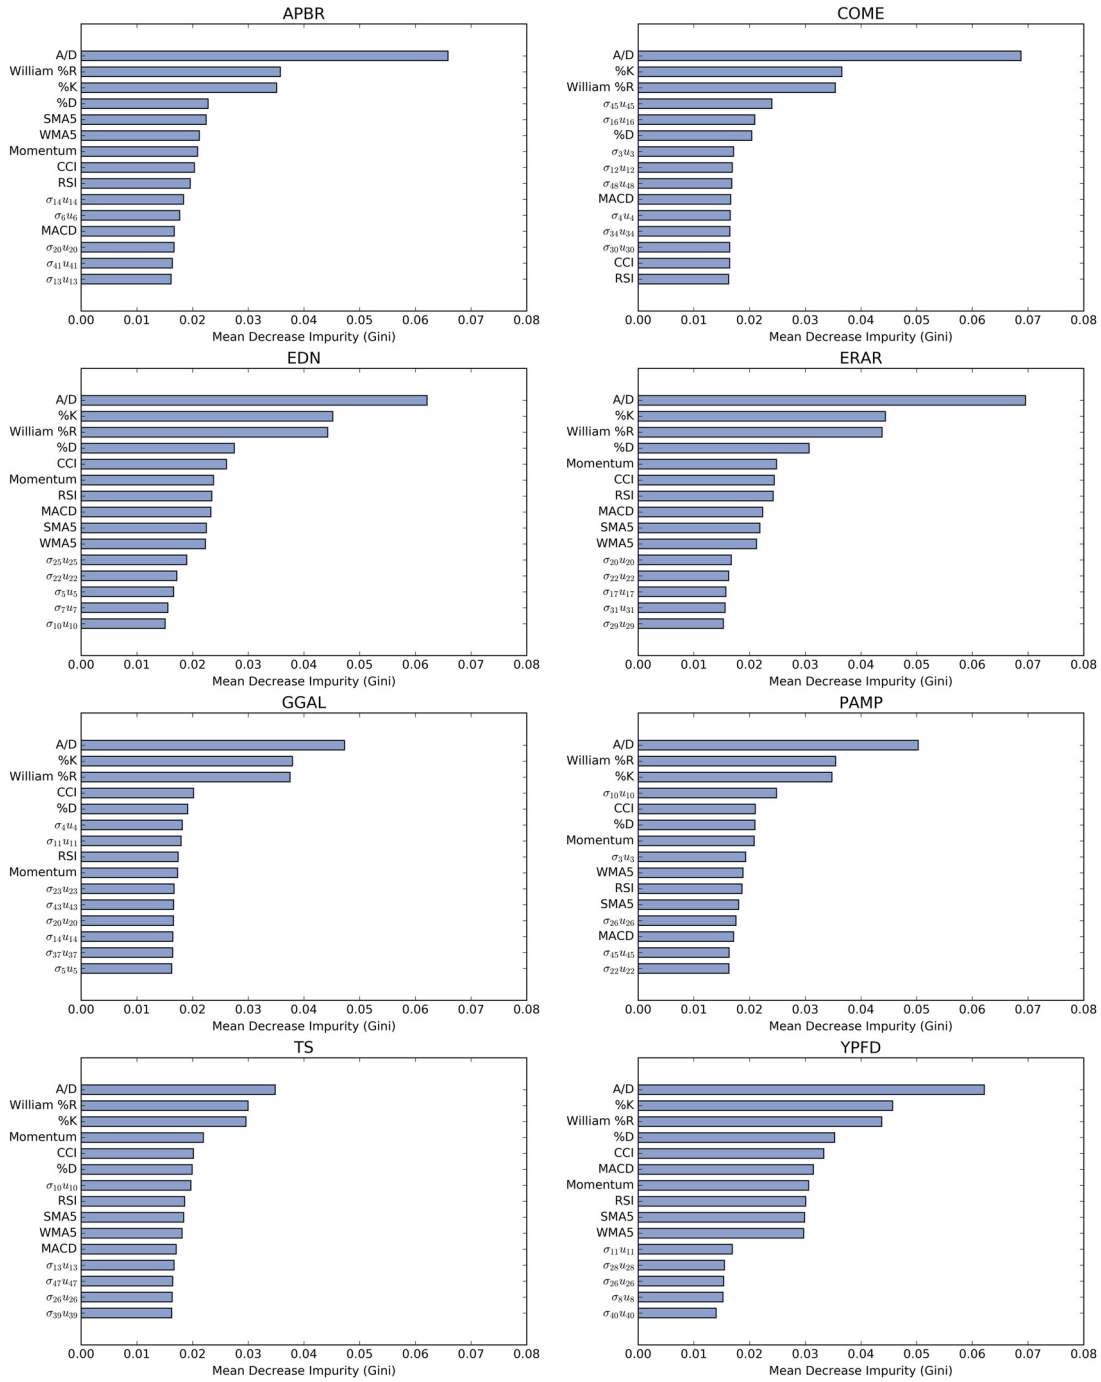 APBR
A/D
William %R
%K
%D
SMA5
WMA5
Momentum
CCI
RSI
σ₁₄u₁₄
σ₆u₆
MACD
σ₂₀u₂₀
σ₄₁u₄₁
σ₁₃u₁₃
0.00 0.01 0.02 0.03 0.04 0.05 0.06 0.07 0.08
Mean Decrease Impurity (Gini)
COME
A/D
%K
William %R
σ₄₅u₄₅
σ₁₆u₁₆
%D
σ₃u₃
σ₁₂u₁₂
σ₄₈u₄₈
MACD
σ₄u₄
σ₃₄u₃₄
σ₃₀u₃₀
CCI
RSI
0.00 0.01 0.02 0.03 0.04 0.05 0.06 0.07 0.08
Mean Decrease Impurity (Gini)
EDN
A/D
%K
William %R
%D
CCI
Momentum
RSI
MACD
SMA5
WMA5
σ₂₅u₂₅
σ₂₂u₂₂
σ₅u₅
σ₇u₇
σ₁₀u₁₀
0.00 0.01 0.02 0.03 0.04 0.05 0.06 0.07 0.08
Mean Decrease Impurity (Gini)
ERAR
A/D
%K
William %R
%D
Momentum
CCI
RSI
MACD
SMA5
WMA5
σ₂₀u₂₀
σ₂₂u₂₂
σ₁₇u₁₇
σ₃₁u₃₁
σ₂₉u₂₉
0.00 0.01 0.02 0.03 0.04 0.05 0.06 0.07 0.08
Mean Decrease Impurity (Gini)
GGAL
A/D
%K
William %R
CCI
%D
σ₄u₄
σ₁₁u₁₁
RSI
Momentum
σ₂₃u₂₃
σ₄₃u₄₃
σ₂₀u₂₀
σ₁₄u₁₄
σ₃₇u₃₇
σ₅u₅
0.00 0.01 0.02 0.03 0.04 0.05 0.06 0.07 0.08
Mean Decrease Impurity (Gini)
PAMP
A/D
William %R
%K
σ₁₀u₁₀
CCI
%D
Momentum
σ₃u₃
WMA5
RSI
SMA5
σ₂₆u₂₆
MACD
σ₄₅u₄₅
σ₂₂u₂₂
0.00 0.01 0.02 0.03 0.04 0.05 0.06 0.07 0.08
Mean Decrease Impurity (Gini)
TS
A/D
William %R
%K
Momentum
CCI
%D
σ₁₀u₁₀
RSI
SMA5
WMA5
MACD
σ₁₃u₁₃
σ₄₇u₄₇
σ₂₆u₂₆
σ₃₉u₃₉
0.00 0.01 0.02 0.03 0.04 0.05 0.06 0.07 0.08
Mean Decrease Impurity (Gini)
YPFD
A/D
%K
William %R
%D
CCI
MACD
Momentum
RSI
SMA5
WMA5
σ₁₁u₁₁
σ₂₈u₂₈
σ₂₆u₂₆
σ₈u₈
σ₄₀u₄₀
0.00 0.01 0.02 0.03 0.04 0.05 0.06 0.07 0.08
Mean Decrease Impurity (Gini)